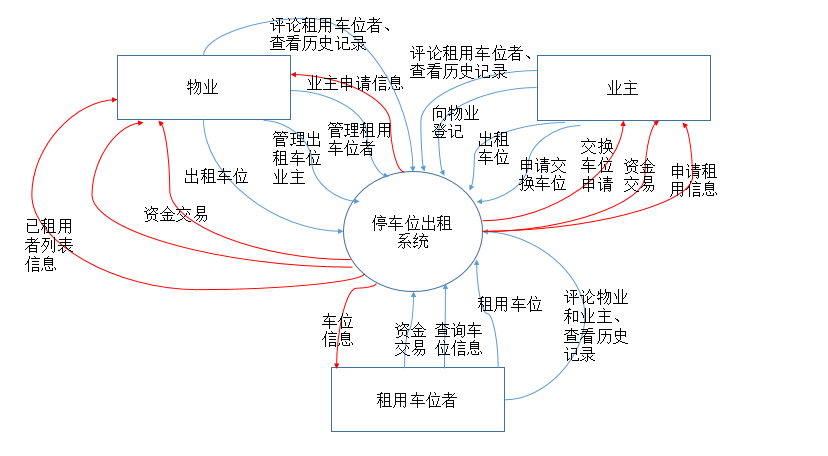 评论租用车位者、
查看历史记录
物业
业主申请信息
管理租用
车位者
管理出
租车位
业主
出租车位
资金交易
已租用
者列表
信息
评论租用车位者、
查看历史记录
业主
向物业
登记
出租
车位
申请交
换车位
交换
车位
申请
资金
交易
申请租
用信息
停车位出租
系统
车位
信息
资金
交易
查询车
位信息
租用车位
评论物业
和业主、
查看历史
记录
租用车位者